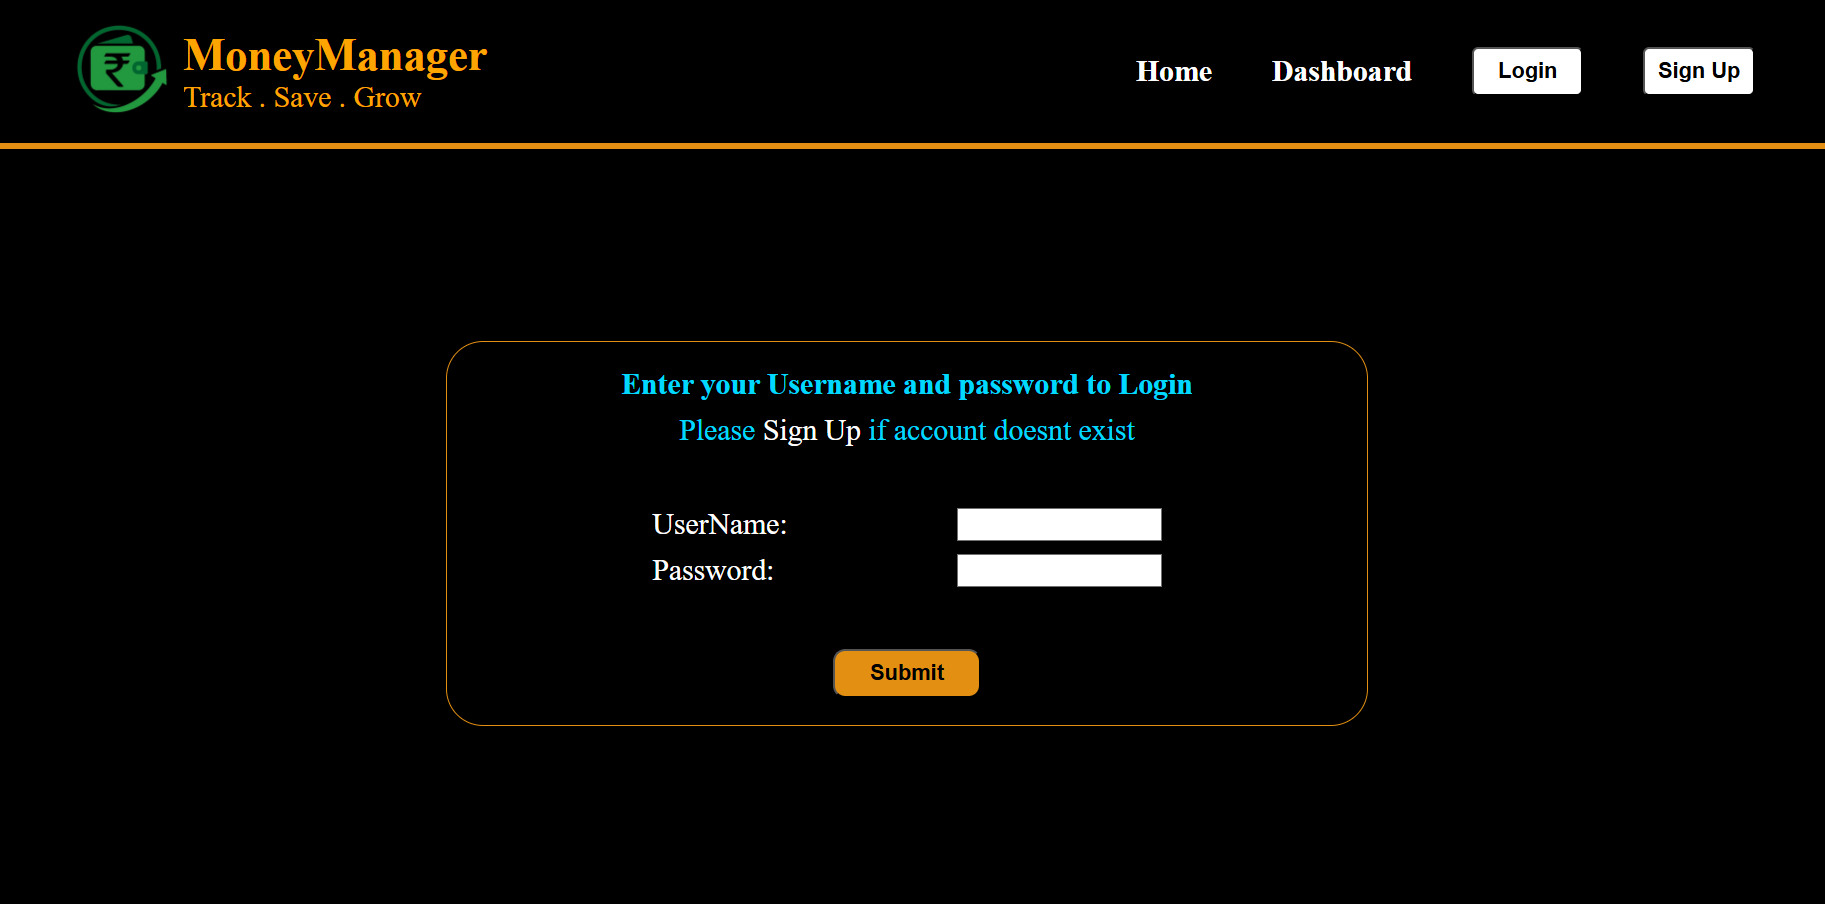 MoneyManager
Track . Save . Grow
Home Dashboard Login Sign Up
Enter your Username and password to Login
Please Sign Up if account doesnt exist
UserName:
Password:
Submit